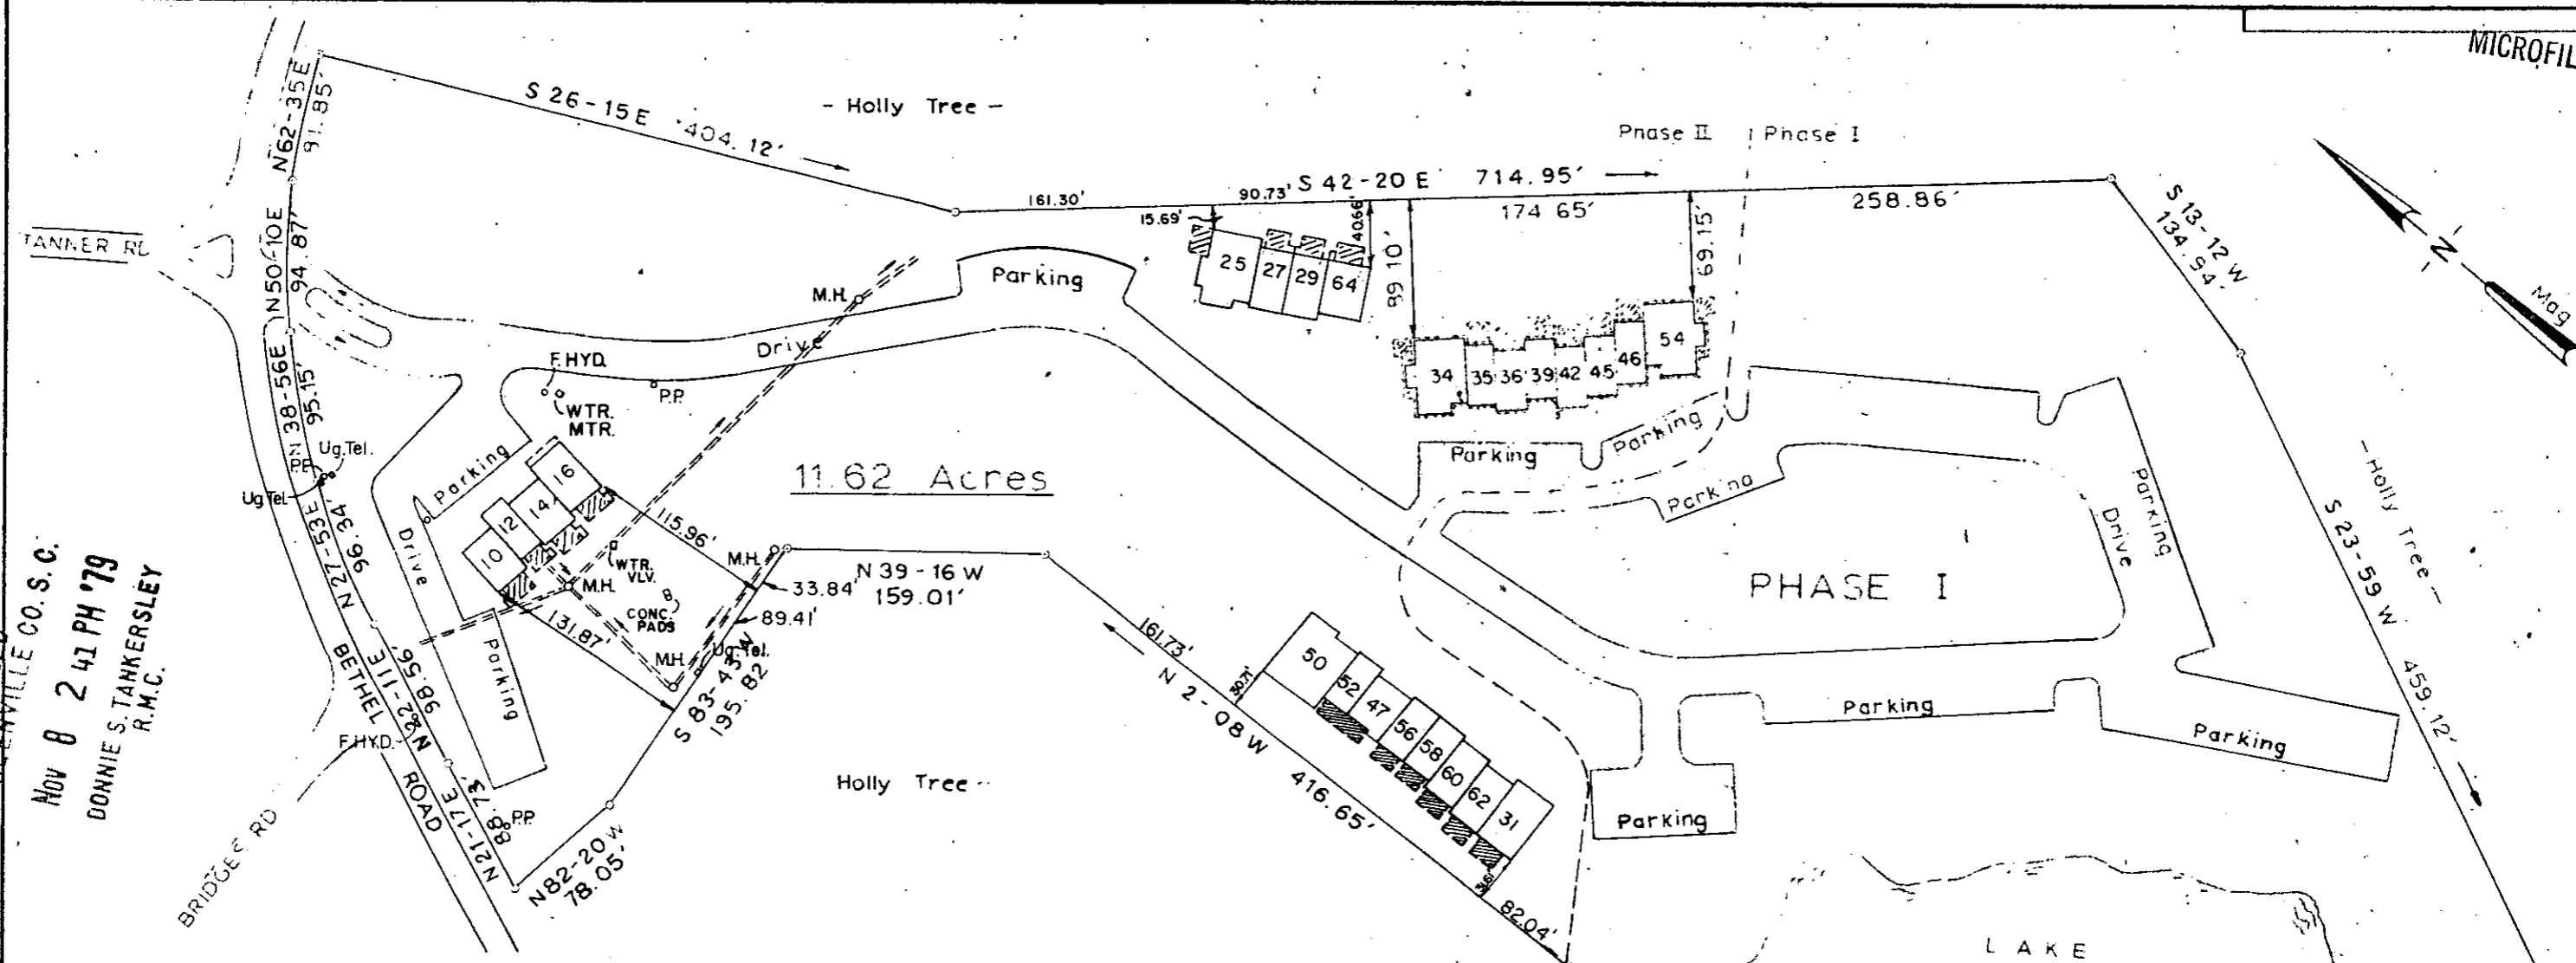 MICROFIL
N62-35E
91.85'
S 26-15 E 404.12'
- Holly Tree -
Phase II
Phase I
161.30'
90.73'
S 42-20 E 714.95'
174.65'
258.86'
15.69'
40.66'
89.10'
69.15'
S 13-12 W
134.94'
N
Mag
TANNER RD
N50-10E
94.87'
25
27
29
64
Parking
M.H.
Drive
34
35
36
39
42
45
46
54
F.HYD.
WTR.
MTR.
P.P.
N 38-56E
95.15'
Ug.Tel.
P.P.
Ug.Tel.
Parking
16
14
12
10
11.62 Acres
Parking
Parking
Parking
Parking
Drive
- Holly Tree -
S 23-59 W 459.12'
N 27-53E
96.34
Drive
115.96'
WTR.
VLV.
M.H.
M.H.
CONC.
PADS
33.84'
89.41'
N 39-16 W
159.01'
PHASE I
131.87'
M.H.
Ug.Tel.
S 83-43 W
195.82'
Parking
BETHEL ROAD
N 22-11 E
98.56'
F.HYD.
N21-17E
88.73'
P.P.
N82-20W
78.05'
BRIDGES RD
Holly Tree -
161.73'
30.71'
N 2-08 W 416.65'
50
52
47
56
58
60
62
31
82.04'
Parking
Parking
Parking
LAKE
ENVILLE CO. S. C.
NOV 8 2 41 PH '79
DONNIE S. TANKERSLEY
R.M.C.